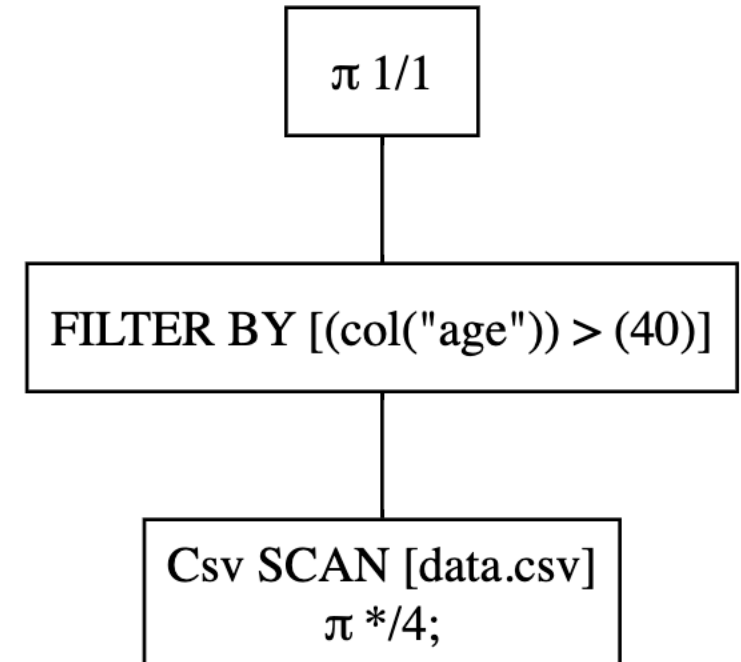 π 1/1
FILTER BY [(col("age")) > (40)]
Csv SCAN [data.csv]
π */4;